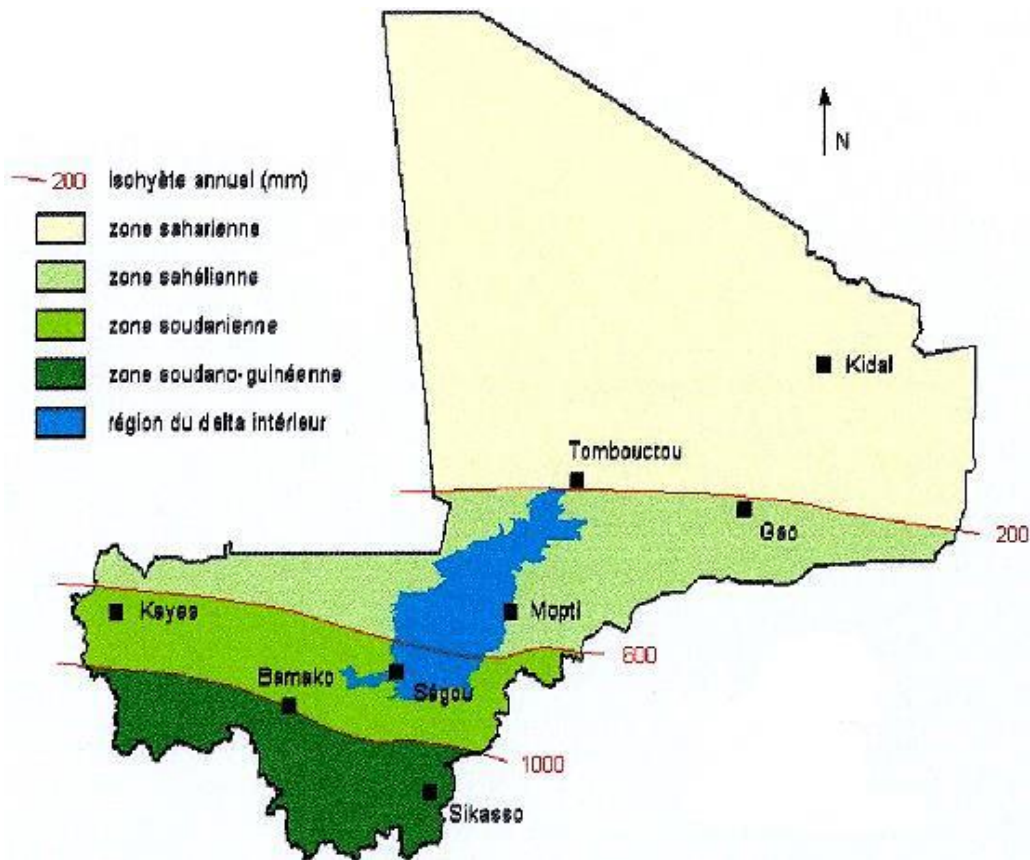 N
200 isohyète annuel (mm)
zone saharienne
zone sahélienne
zone soudanienne
zone soudano-guinéenne
région du delta intérieur
Kidal
Tombouctou
Gao
200
Kayes
Mopti
600
Bamako
Ségou
1000
Sikasso